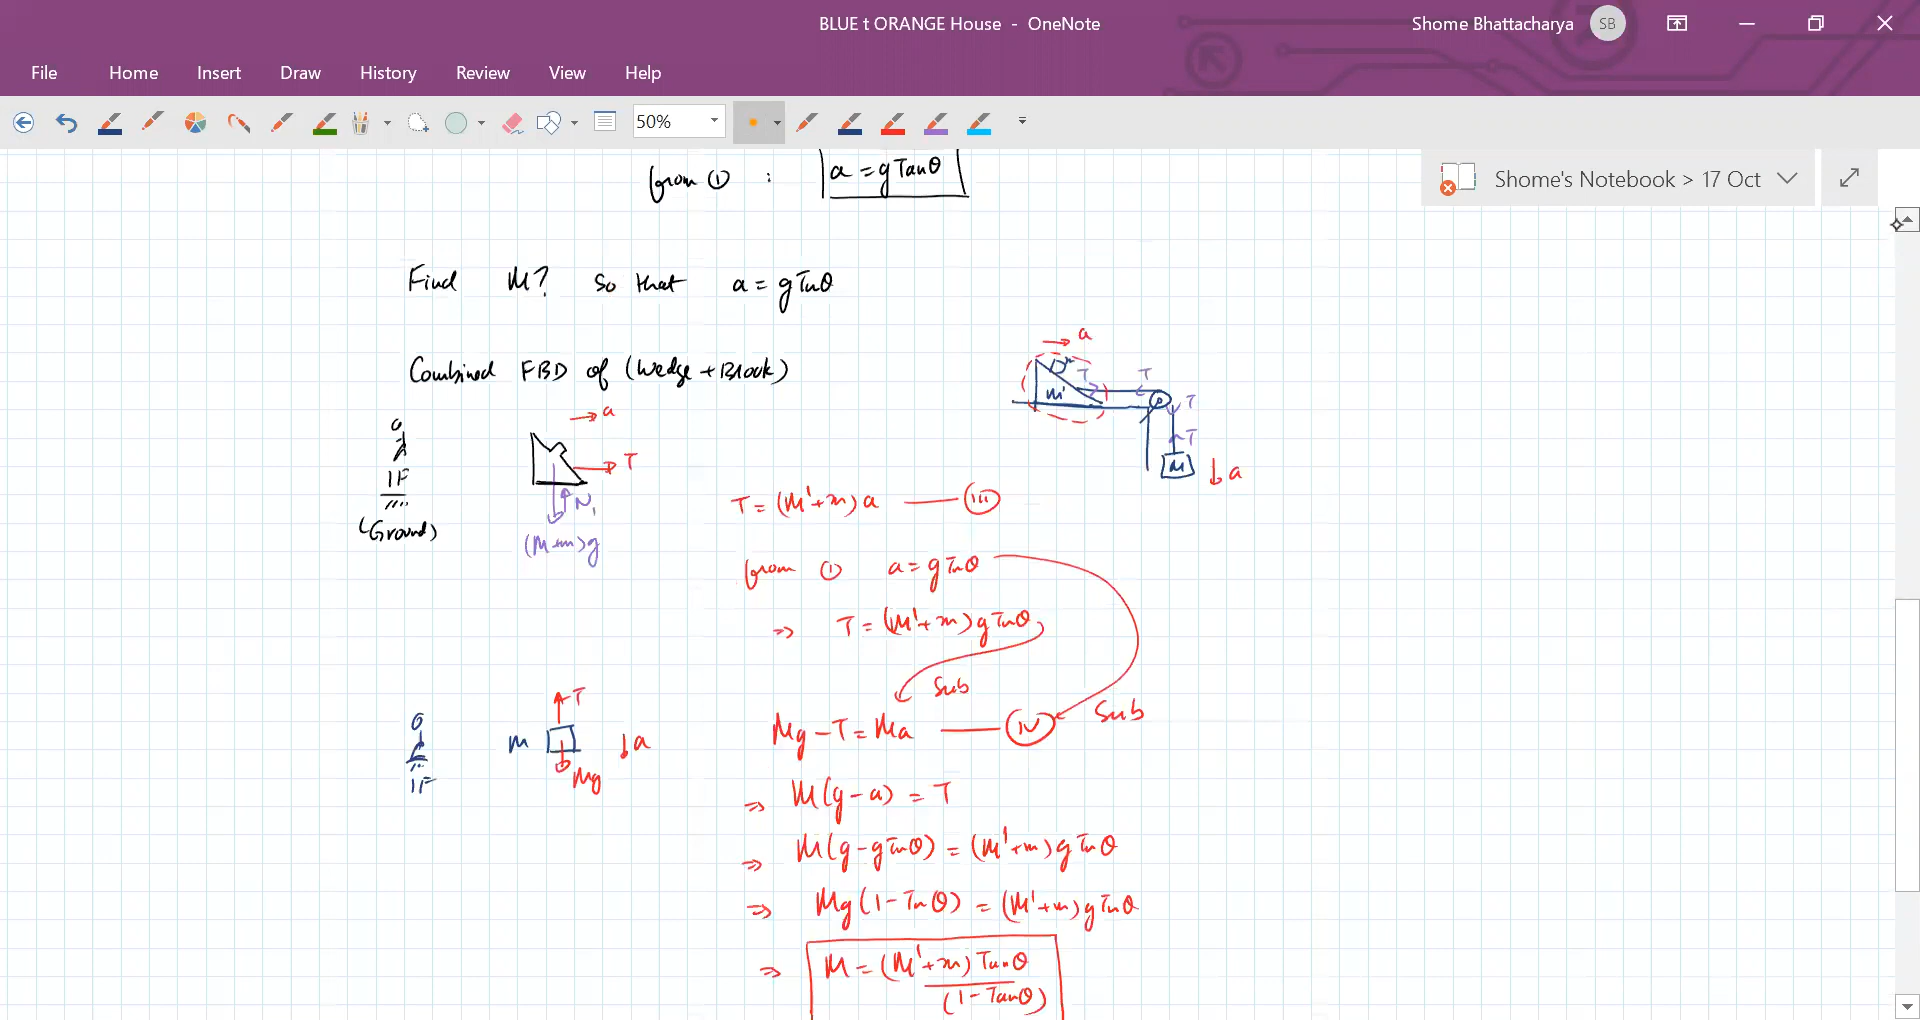 BLUE t ORANGE House - OneNote
Shome Bhattacharya SB
File Home Insert Draw History Review View Help
50%
Shome's Notebook > 17 Oct
from ① : a = g Tanθ
Find M? So that a = g Tanθ
Combined FBD of (Wedge + Block)
a
T
N₁
(M+m)g
O
IF
(Ground)
a
m
M'
T
T
T
T
M
a
T = (M'+m) a — (III)
from ① a = g Tanθ
⇒ T = (M'+m) g Tanθ
Sub
Sub
Mg - T = Ma — (IV)
O
IF
m
T
Mg
a
⇒ M(g - a) = T
⇒ M(g - g Tanθ) = (M'+m) g Tanθ
⇒ Mg (1 - Tanθ) = (M'+m) g Tanθ
⇒ M = (M'+m) Tanθ
(1 - Tanθ)